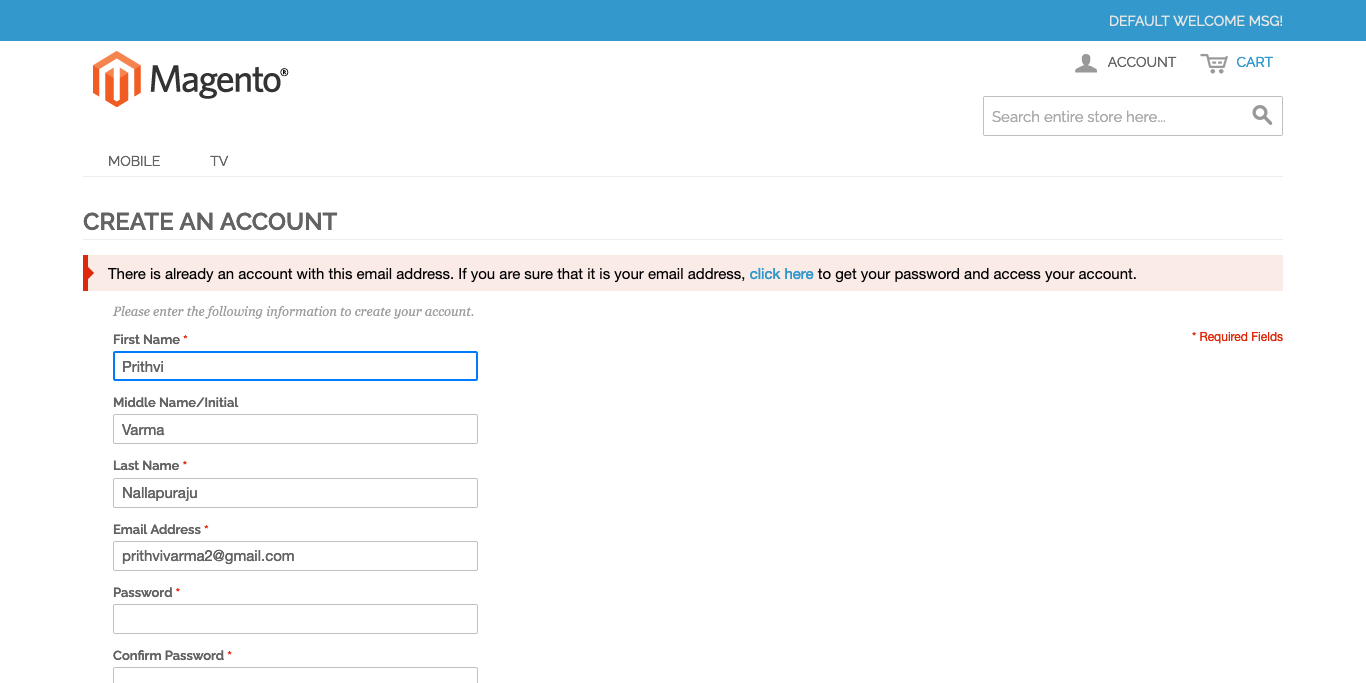 DEFAULT WELCOME MSG!
Magento®
ACCOUNT
CART
Search entire store here...
MOBILE
TV
CREATE AN ACCOUNT
There is already an account with this email address. If you are sure that it is your email address, click here to get your password and access your account.
Please enter the following information to create your account.
* Required Fields
First Name *
Prithvi
Middle Name/Initial
Varma
Last Name *
Nallapuraju
Email Address *
prithvivarma2@gmail.com
Password *
Confirm Password *